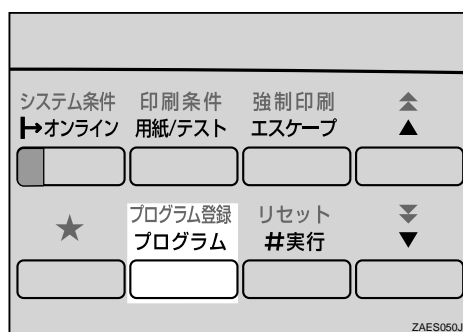 システム条件 印刷条件 強制印刷
オンライン 用紙/テスト エスケープ ▲
★ プログラム登録 リセット
プログラム #実行 ▼
ZAES050J